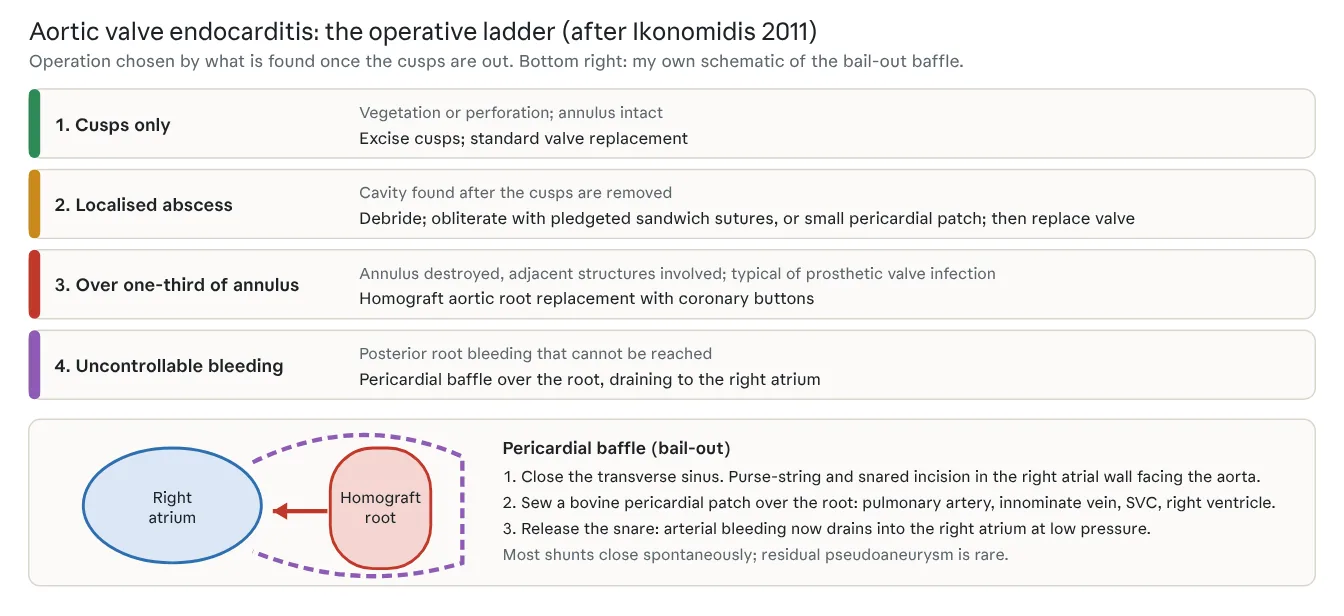 Aortic valve endocarditis: the operative ladder (after Ikonomidis 2011)
Operation chosen by what is found once the cusps are out. Bottom right: my own schematic of the bail-out baffle.
1. Cusps only
Vegetation or perforation; annulus intact
Excise cusps; standard valve replacement
2. Localised abscess
Cavity found after the cusps are removed
Debride; obliterate with pledgeted sandwich sutures, or small pericardial patch; then replace valve
3. Over one-third of annulus
Annulus destroyed, adjacent structures involved; typical of prosthetic valve infection
Homograft aortic root replacement with coronary buttons
4. Uncontrollable bleeding
Posterior root bleeding that cannot be reached
Pericardial baffle over the root, draining to the right atrium
Right
atrium
Homograft
root
Pericardial baffle (bail-out)
1. Close the transverse sinus. Purse-string and snared incision in the right atrial wall facing the aorta.
2. Sew a bovine pericardial patch over the root: pulmonary artery, innominate vein, SVC, right ventricle.
3. Release the snare: arterial bleeding now drains into the right atrium at low pressure.
Most shunts close spontaneously; residual pseudoaneurysm is rare.